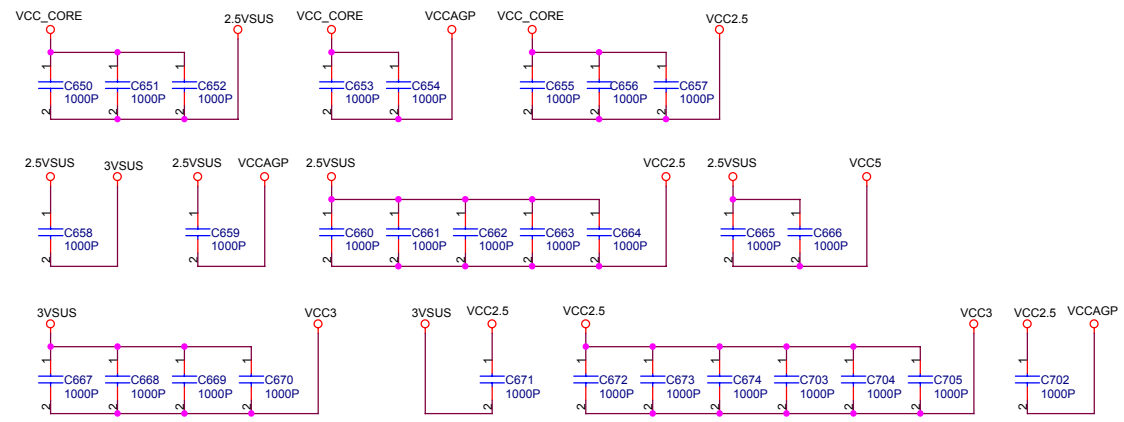 VCC_CORE 2.5VSUS VCC_CORE VCCAGP VCC_CORE VCC2.5
1 1 1 1 1 1 1 1
C650 C651 C652 C653 C654 C655 C656 C657
1000P 1000P 1000P 1000P 1000P 1000P 1000P 1000P
2 2 2 2 2 2 2 2
2.5VSUS 3VSUS 2.5VSUS VCCAGP 2.5VSUS VCC2.5 2.5VSUS VCC5
1 1 1 1 1 1 1 1 1
C658 C659 C660 C661 C662 C663 C664 C665 C666
1000P 1000P 1000P 1000P 1000P 1000P 1000P 1000P 1000P
2 2 2 2 2 2 2 2 2
3VSUS VCC3 3VSUS VCC2.5 VCC2.5 VCC3 VCC2.5 VCCAGP
1 1 1 1 1 1 1 1 1 1 1 1
C667 C668 C669 C670 C671 C672 C673 C674 C703 C704 C705 C702
1000P 1000P 1000P 1000P 1000P 1000P 1000P 1000P 1000P 1000P 1000P 1000P
2 2 2 2 2 2 2 2 2 2 2 2